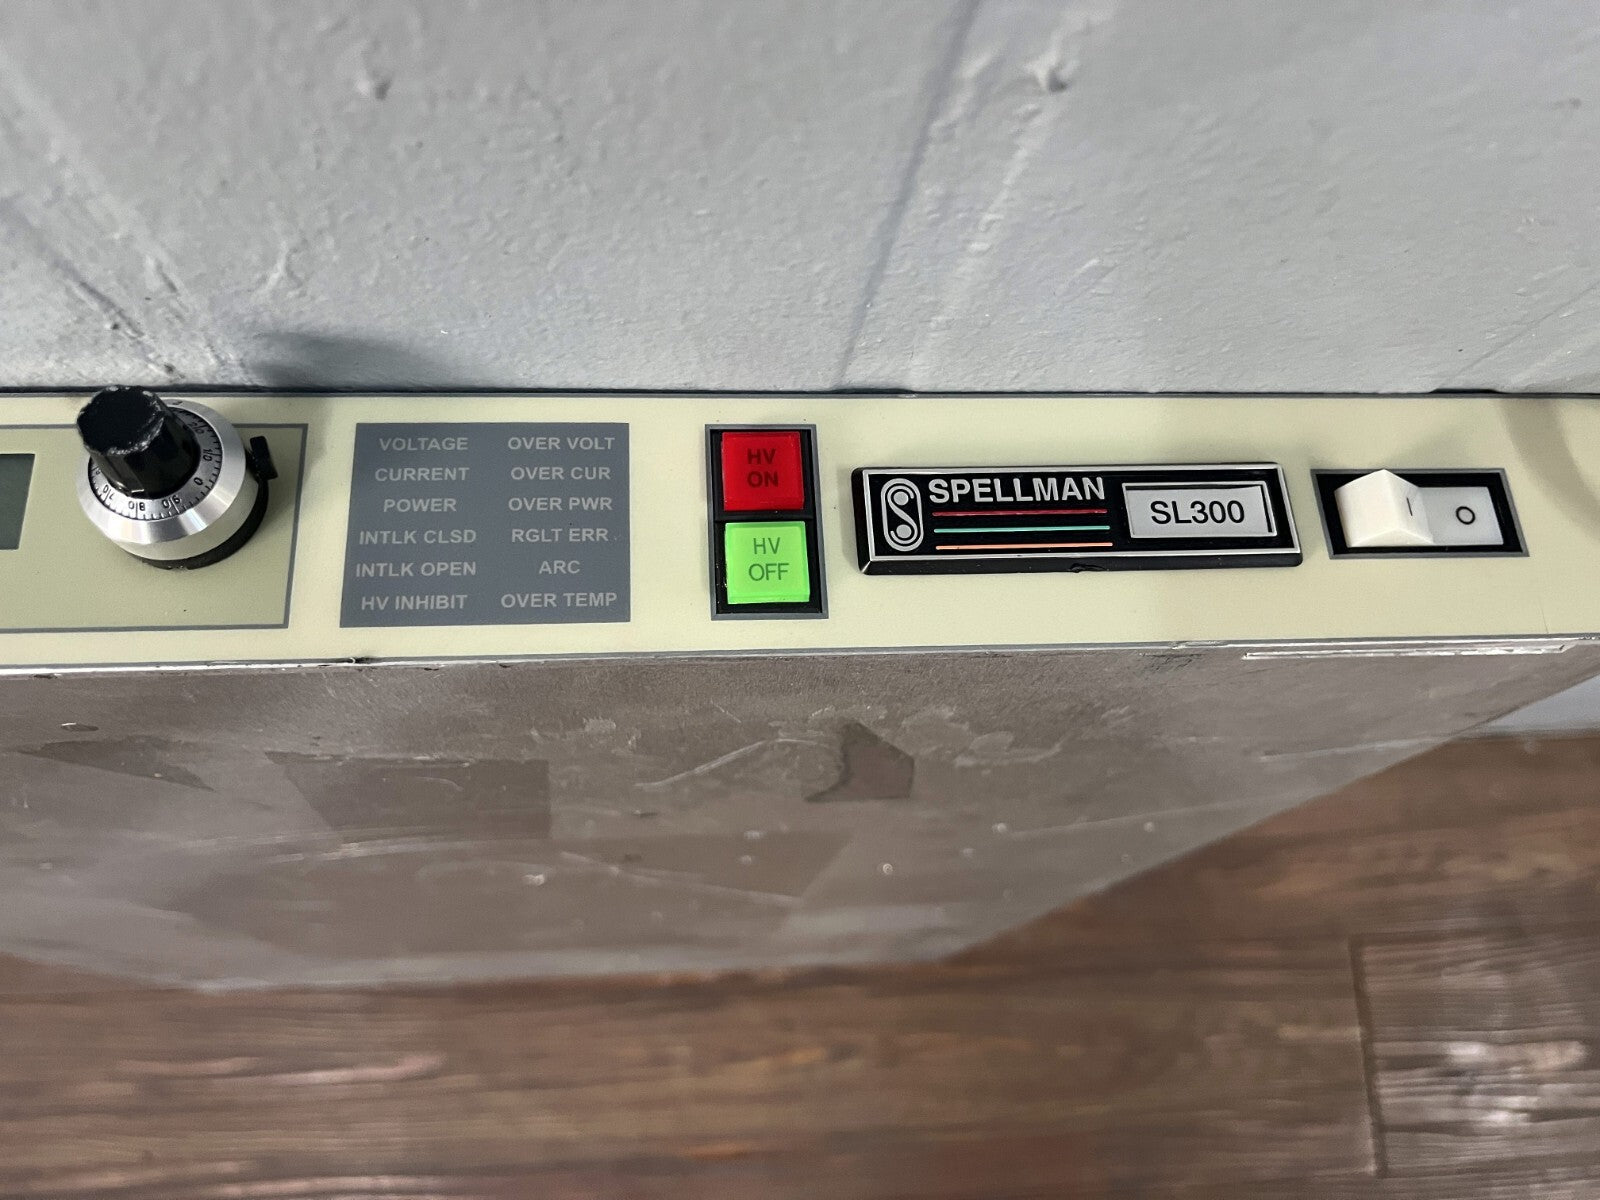 VOLTAGE OVER VOLT
CURRENT OVER CUR
POWER OVER PWR
INTLK CLSD RGLT ERR
INTLK OPEN ARC
HV INHIBIT OVER TEMP
HV
ON
HV
OFF
SPELLMAN
SL300
I O